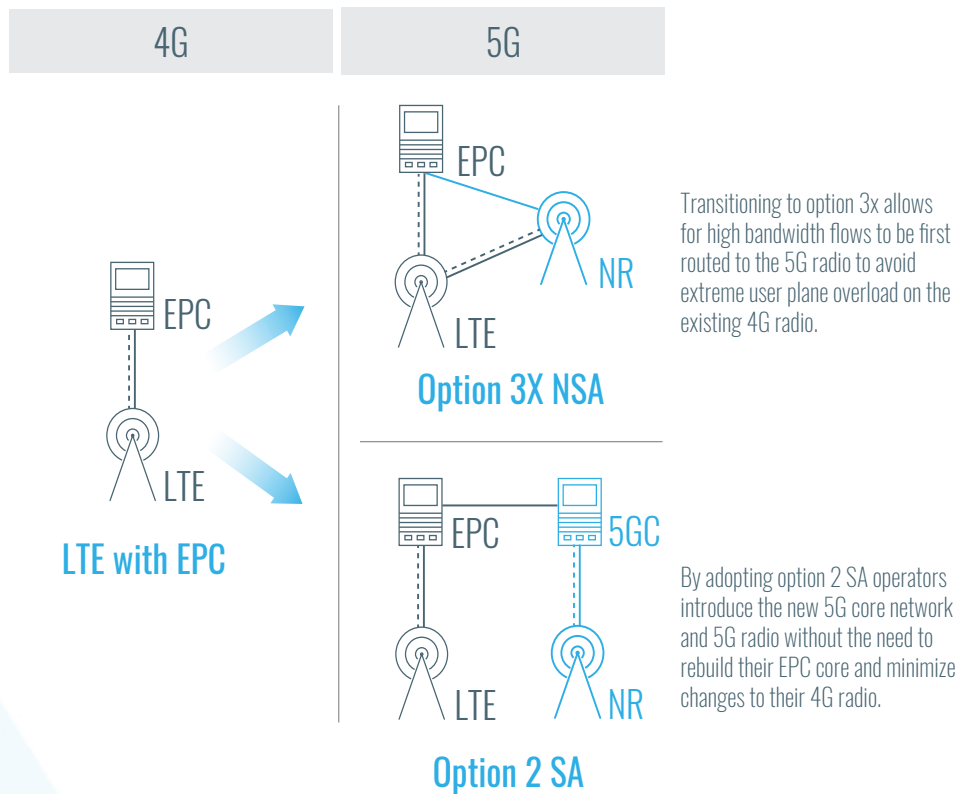 4G
5G
EPC
LTE
LTE with EPC
EPC
NR
LTE
Option 3X NSA
Transitioning to option 3x allows
for high bandwidth flows to be first
routed to the 5G radio to avoid
extreme user plane overload on the
existing 4G radio.
EPC
5GC
LTE
NR
Option 2 SA
By adopting option 2 SA operators
introduce the new 5G core network
and 5G radio without the need to
rebuild their EPC core and minimize
changes to their 4G radio.